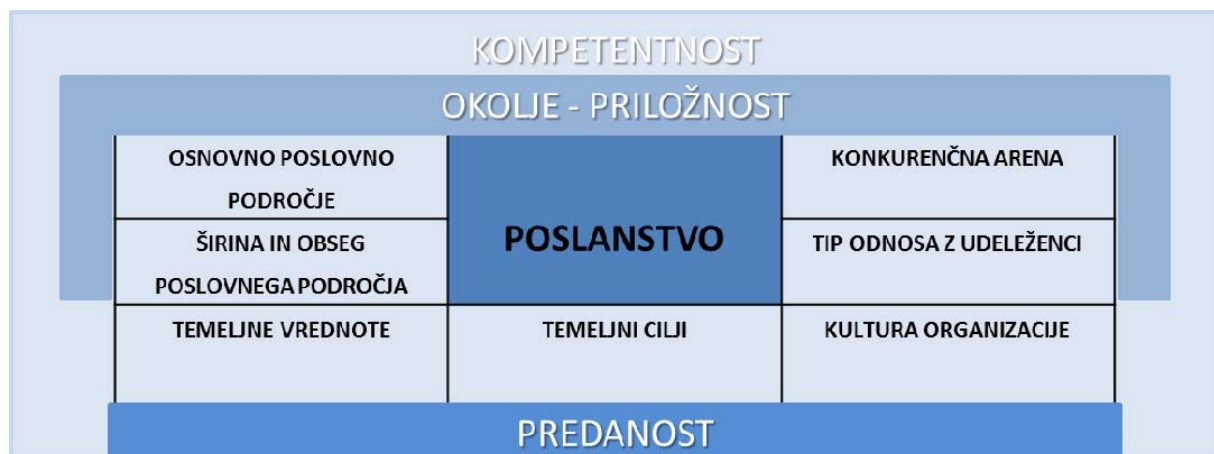 KOMPETENTNOST
OKOLJE - PRILOŽNOST
OSNOVNO POSLOVNO
PODROČJE
POSLANSTVO
KONKURENČNA ARENA
ŠIRINA IN OBSEG
POSLOVNEGA PODROČJA
TIP ODNOSA Z UDELEŽENCI
TEMELJNE VREDNOTE
TEMELJNI CILJI
KULTURA ORGANIZACIJE
PREDANOST